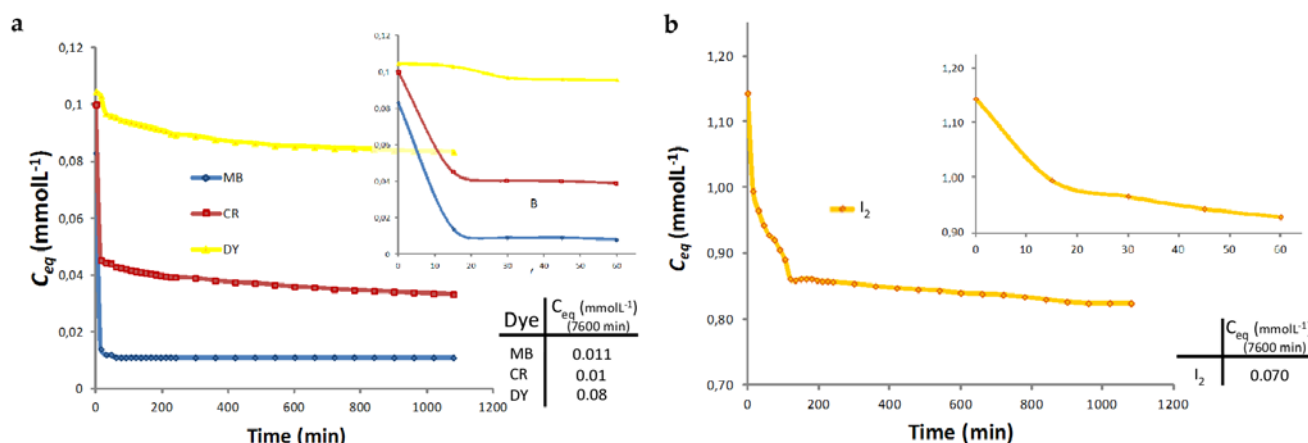 a
0,12
0,1
0,08
0,06
0,04
0,02
0
0 200 400 600 800 1000 1200
C_eq (mmolL⁻¹)
Time (min)
MB
CR
DY
0,12
0,1
0,08
0,06
0,04
0,02
0
0 10 20 30 40 50 60
B
Dye C_eq (mmolL⁻¹)
(7600 min)
MB 0.011
CR 0.01
DY 0.08
b
1,20
1,10
1,00
0,90
0,80
0,70
0 200 400 600 800 1000 1200
C_eq (mmolL⁻¹)
Time (min)
I₂
1,20
1,10
1,00
0,90
0 10 20 30 40 50 60
C_eq (mmolL⁻¹)
(7600 min)
I₂ 0.070